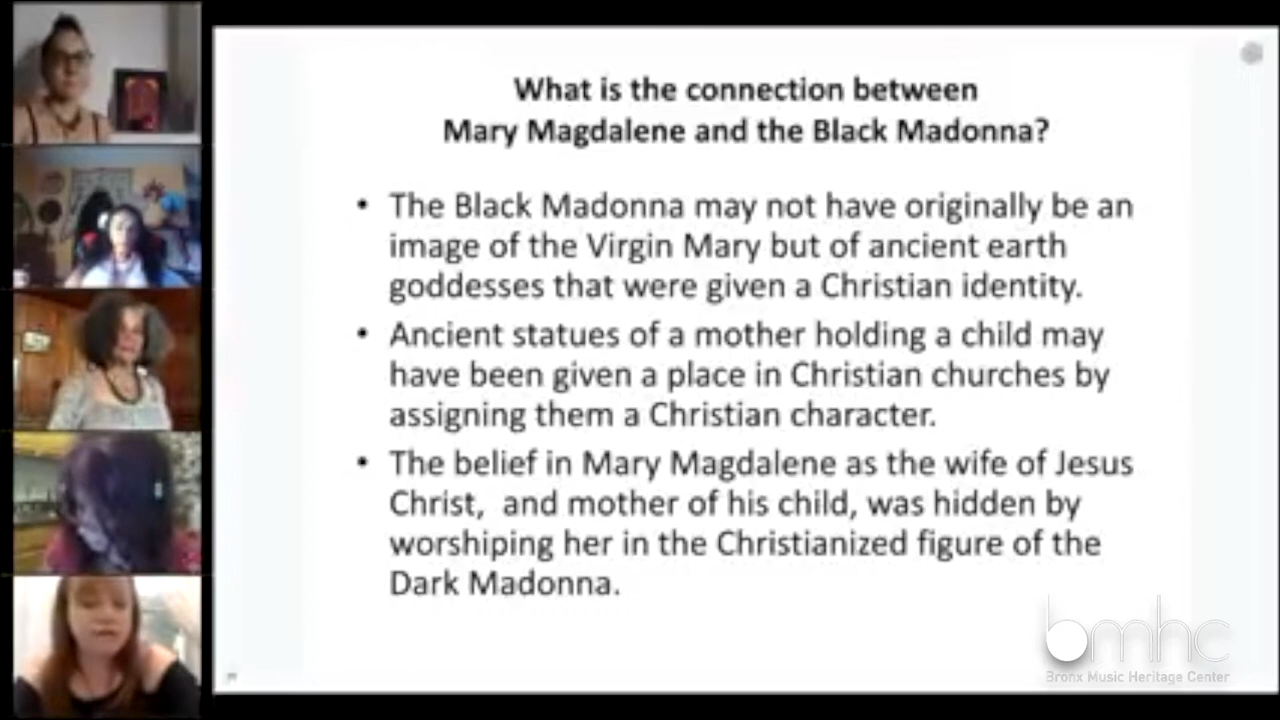 What is the connection between
Mary Magdalene and the Black Madonna?
• The Black Madonna may not have originally be an
image of the Virgin Mary but of ancient earth
goddesses that were given a Christian identity.
• Ancient statues of a mother holding a child may
have been given a place in Christian churches by
assigning them a Christian character.
• The belief in Mary Magdalene as the wife of Jesus
Christ,  and mother of his child, was hidden by
worshiping her in the Christianized figure of the
Dark Madonna.
bmhc
Bronx Music Heritage Center